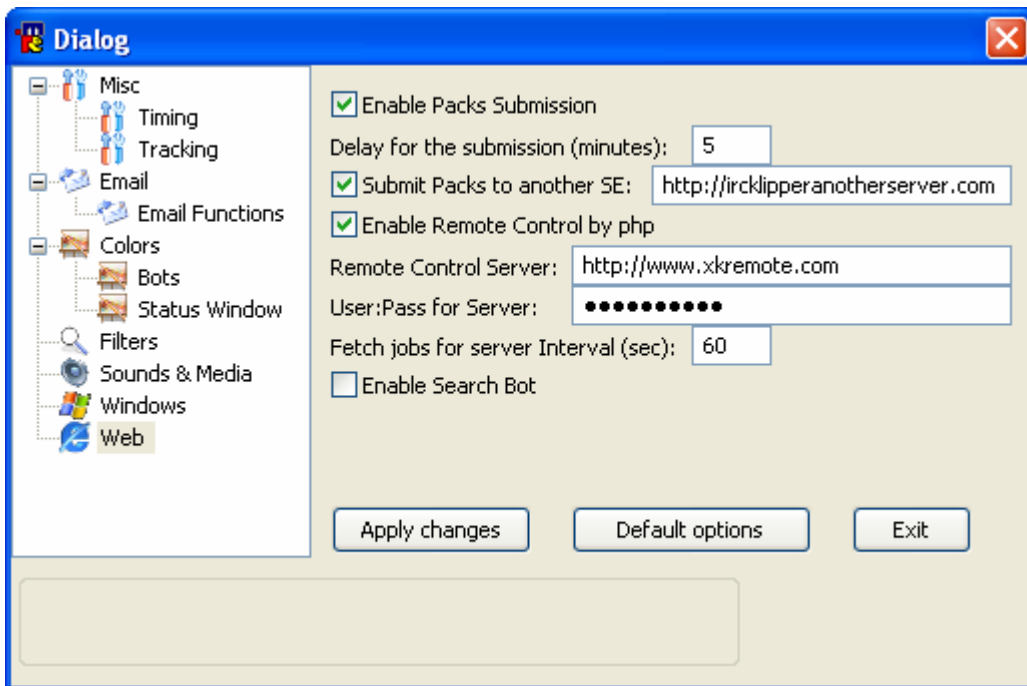 Dialog
Misc
Timing
Tracking
Email
Email Functions
Colors
Bots
Status Window
Filters
Sounds & Media
Windows
Web
Enable Packs Submission
Delay for the submission (minutes): 5
Submit Packs to another SE: http://ircklipperanotherserver.com
Enable Remote Control by php
Remote Control Server: http://www.xkremote.com
User:Pass for Server: ●●●●●●●●●●
Fetch jobs for server Interval (sec): 60
Enable Search Bot
Apply changes Default options Exit